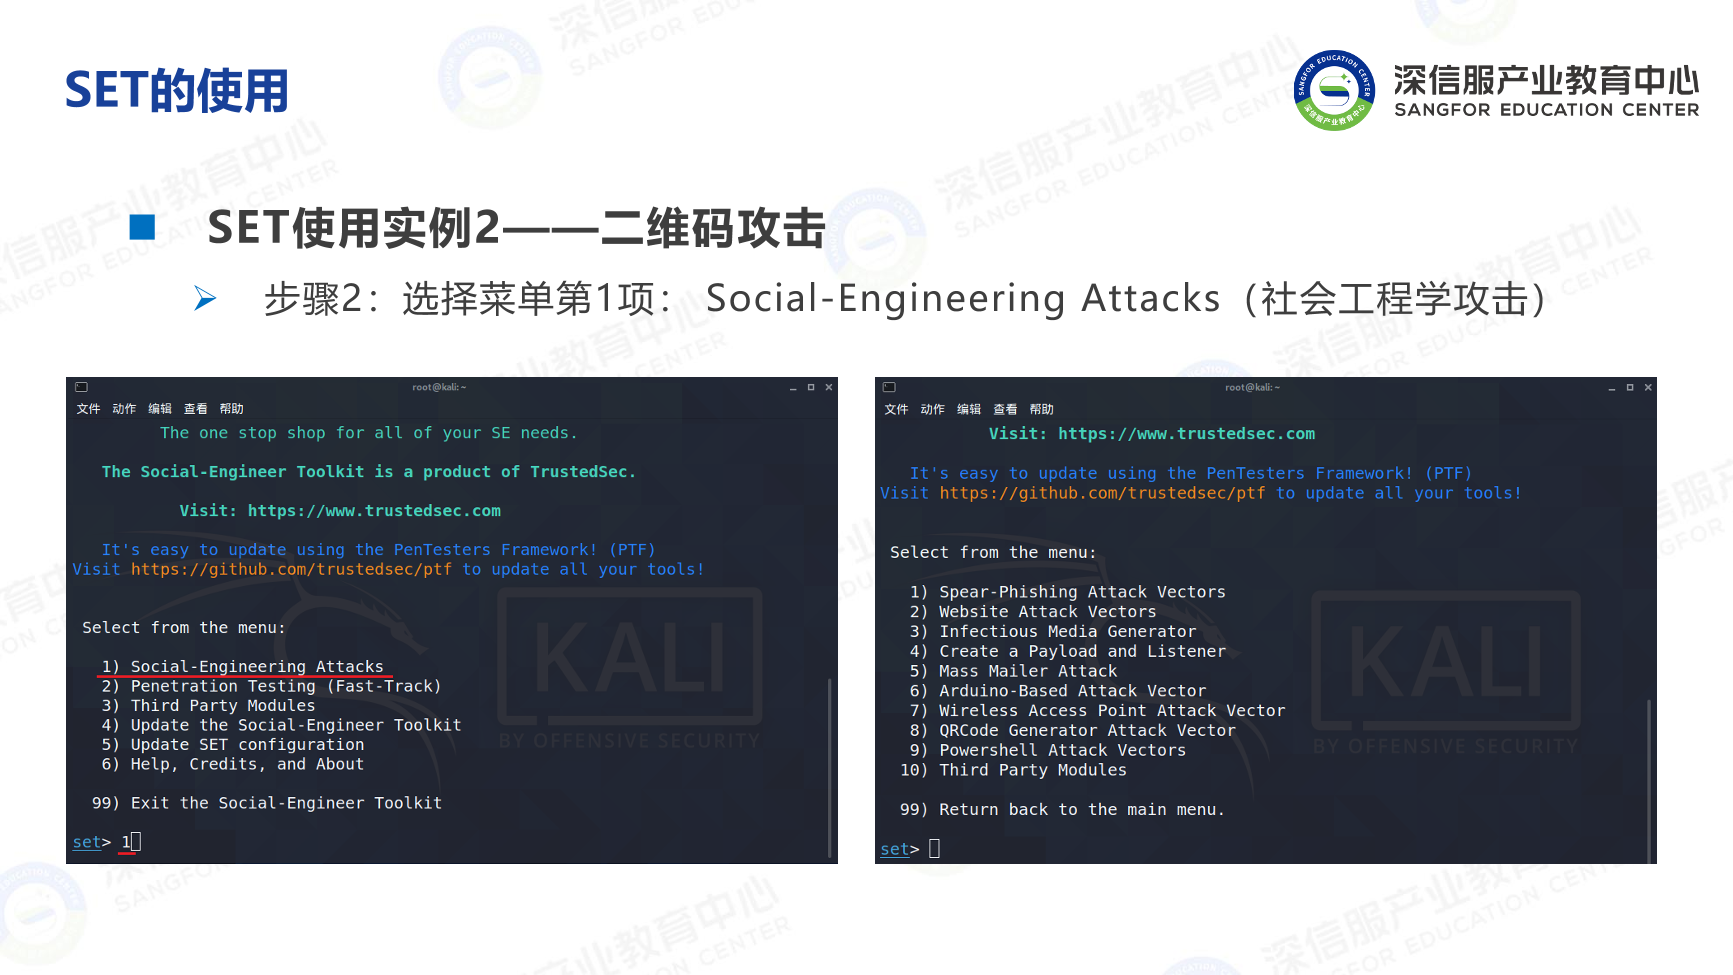 SET的使用
深信服产业教育中心
SANGFOR EDUCATION CENTER
SET使用实例2——二维码攻击
步骤2：选择菜单第1项： Social-Engineering Attacks（社会工程学攻击）
root@kali: ~
文件 动作 编辑 查看 帮助
The one stop shop for all of your SE needs.
The Social-Engineer Toolkit is a product of TrustedSec.
Visit: https://www.trustedsec.com
It's easy to update using the PenTesters Framework! (PTF)
Visit https://github.com/trustedsec/ptf to update all your tools!
Select from the menu:
1) Social-Engineering Attacks
2) Penetration Testing (Fast-Track)
3) Third Party Modules
4) Update the Social-Engineer Toolkit
5) Update SET configuration
6) Help, Credits, and About
99) Exit the Social-Engineer Toolkit
set> 1
KALI
BY OFFENSIVE SECURITY
root@kali: ~
文件 动作 编辑 查看 帮助
Visit: https://www.trustedsec.com
It's easy to update using the PenTesters Framework! (PTF)
Visit https://github.com/trustedsec/ptf to update all your tools!
Select from the menu:
1) Spear-Phishing Attack Vectors
2) Website Attack Vectors
3) Infectious Media Generator
4) Create a Payload and Listener
5) Mass Mailer Attack
6) Arduino-Based Attack Vector
7) Wireless Access Point Attack Vector
8) QRCode Generator Attack Vector
9) Powershell Attack Vectors
10) Third Party Modules
99) Return back to the main menu.
set>
KALI
BY OFFENSIVE SECURITY